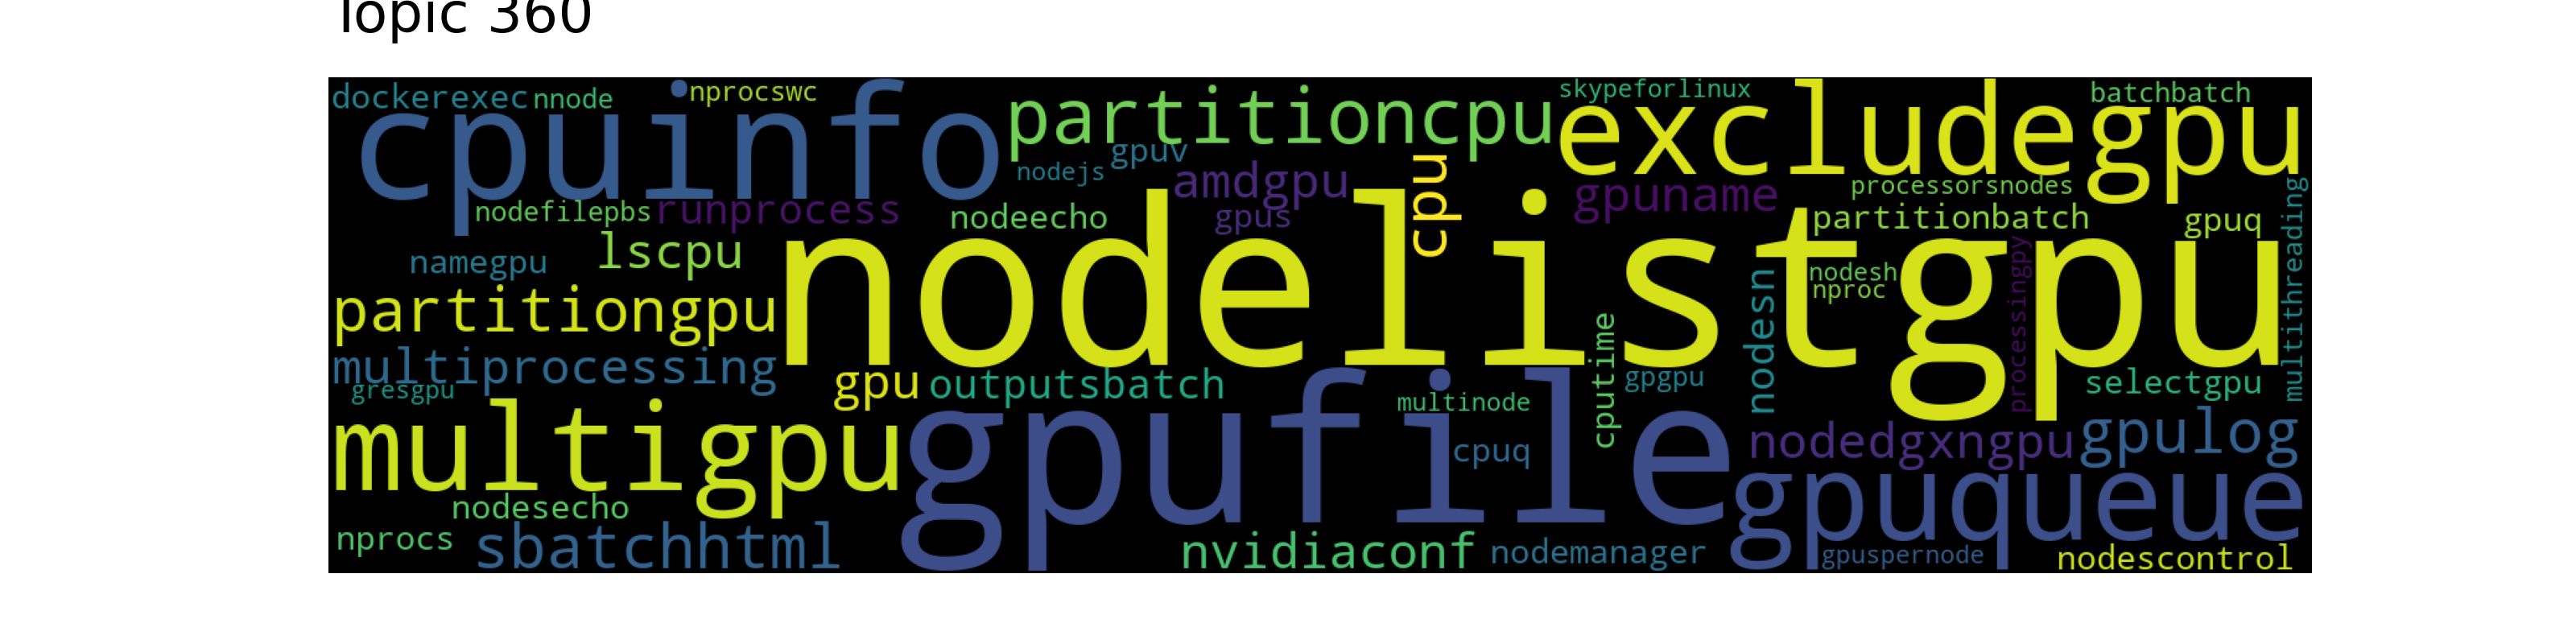 Topic 360
dockerexec nnode nprocswc skypeforlinux batchbatch
cpuinfo partitioncpu excludegpu
nodejs gpuv amdgpu cpu gpuname processorsnodes
nodefilepbs runprocess nodeecho gpus partitionbatch gpuq multithreading
namegpu lscpu nodelistgpu nodesn nodesh nproc processingpy
partitiongpu
multiprocessing gresgpu gpu outputsbatch multinode cputime gpgpu selectgpu
multigpu gpufile cpuq nodedgxngpu gpulog
nodesecho gpuqueue
nprocs sbatchhtml nvidiaconf nodemanager gpuspernode nodescontrol